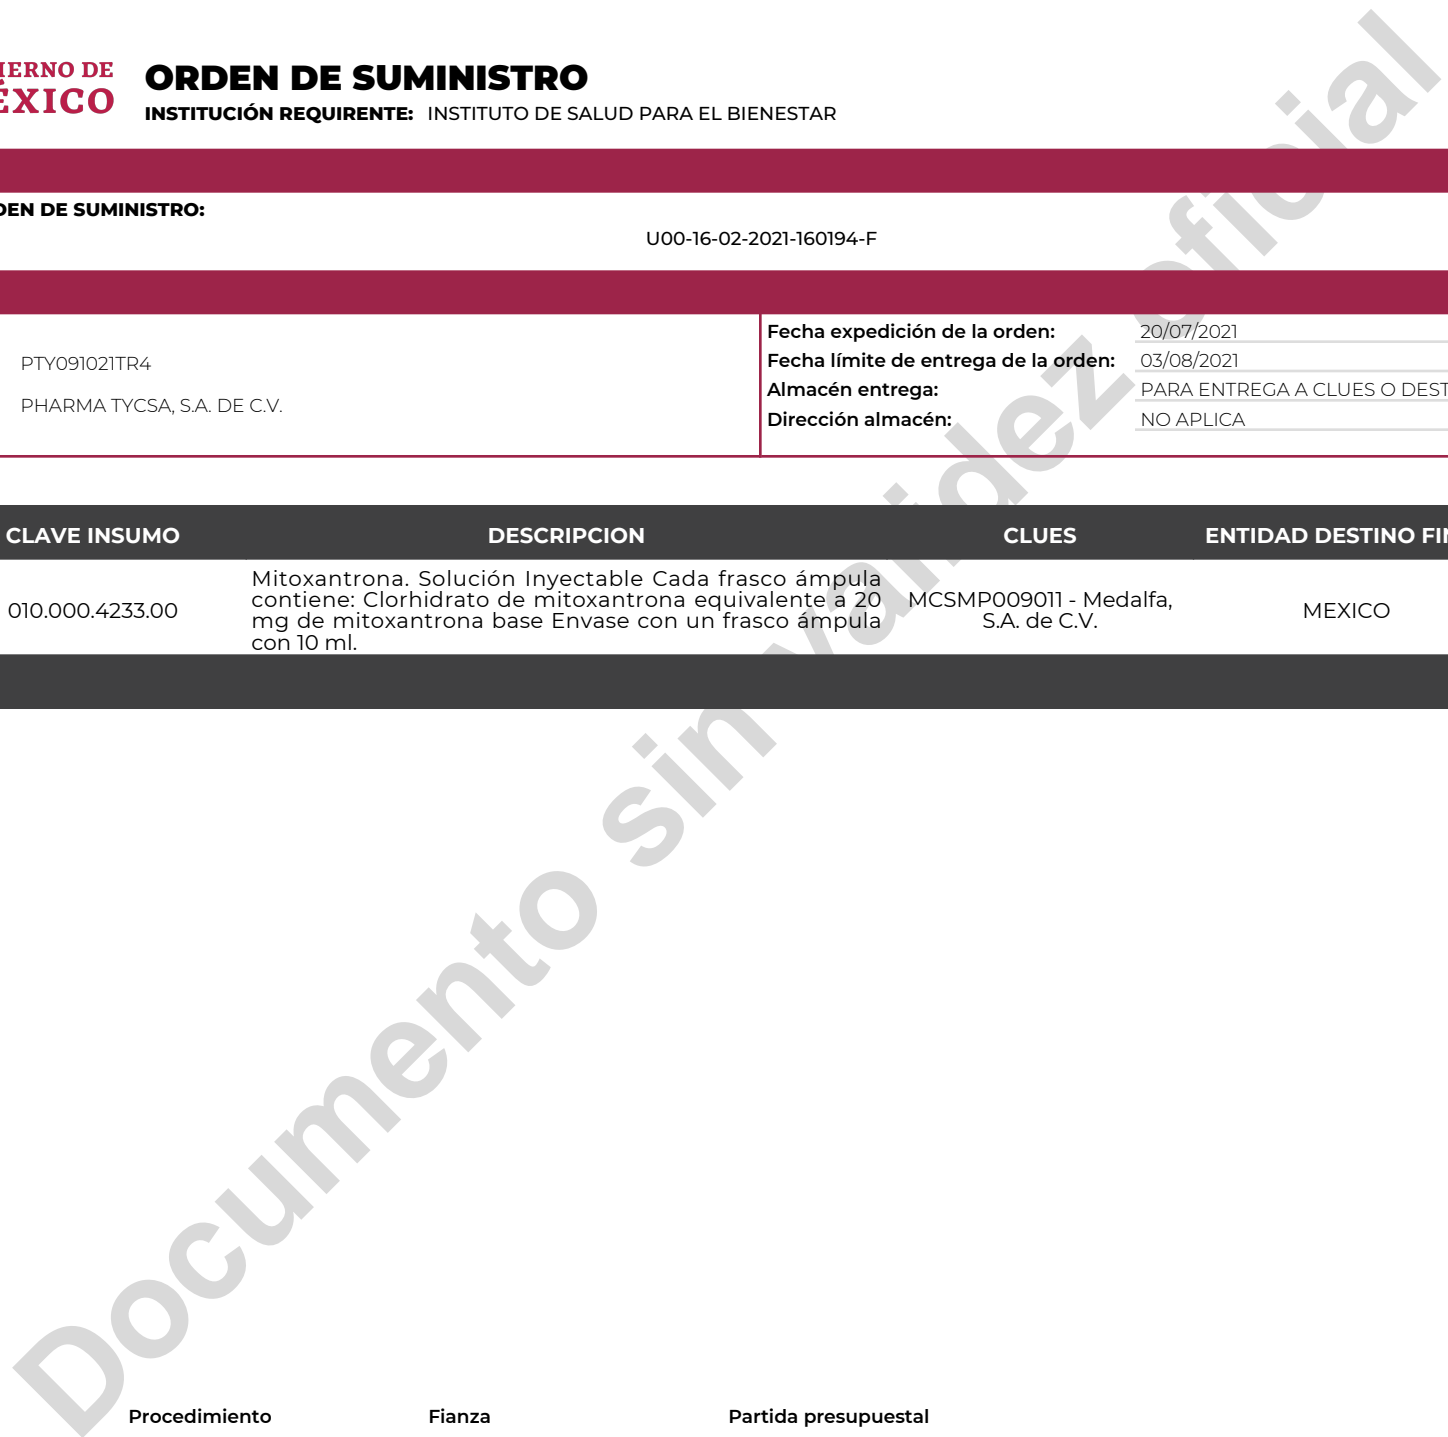 IERNO DE
ÉXICO
ORDEN DE SUMINISTRO
INSTITUCIÓN REQUIRENTE: INSTITUTO DE SALUD PARA EL BIENESTAR
DEN DE SUMINISTRO:
U00-16-02-2021-160194-F
PTY091021TR4
PHARMA TYCSA, S.A. DE C.V.
Fecha expedición de la orden: 20/07/2021
Fecha límite de entrega de la orden: 03/08/2021
Almacén entrega: PARA ENTREGA A CLUES O DEST
Dirección almacén: NO APLICA
CLAVE INSUMO DESCRIPCION CLUES ENTIDAD DESTINO FIN
010.000.4233.00
Mitoxantrona. Solución Inyectable Cada frasco ámpula
contiene: Clorhidrato de mitoxantrona equivalente a 20
mg de mitoxantrona base Envase con un frasco ámpula
con 10 ml.
MCSMP009011 - Medalfa,
S.A. de C.V.
MEXICO
Documento sin validez oficial
Procedimiento Fianza Partida presupuestal